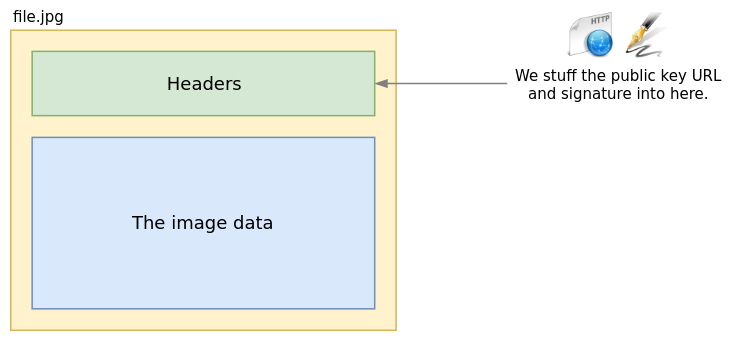 file.jpg
HTTP
Headers
We stuff the public key URL
and signature into here.
The image data